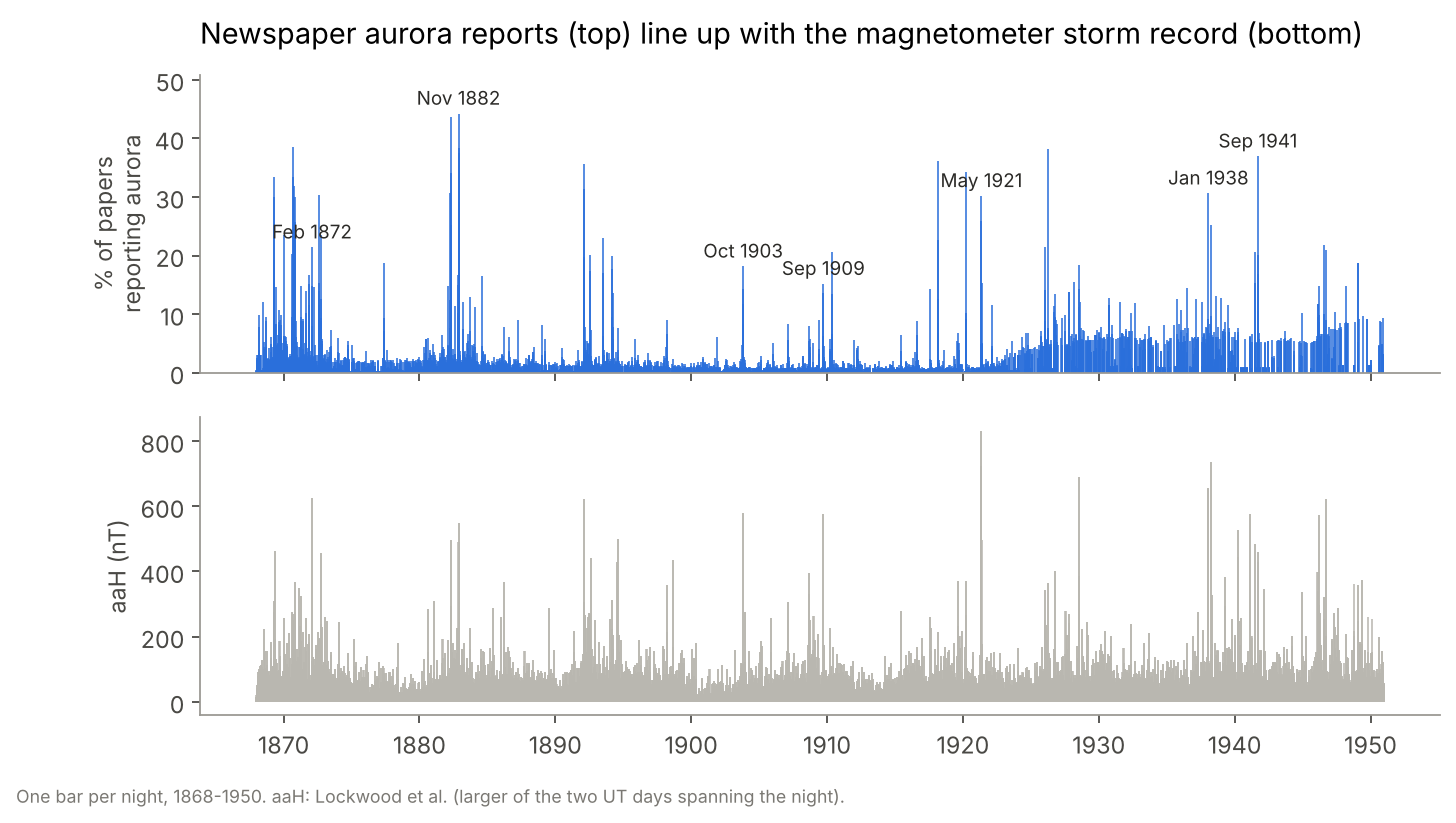 Newspaper aurora reports (top) line up with the magnetometer storm record (bottom)
% of papers
reporting aurora
50
40
30
20
10
0
Nov 1882
Sep 1941
Jan 1938
May 1921
Feb 1872
Oct 1903
Sep 1909
aaH (nT)
800
600
400
200
0
1870 1880 1890 1900 1910 1920 1930 1940 1950
One bar per night, 1868-1950. aaH: Lockwood et al. (larger of the two UT days spanning the night).